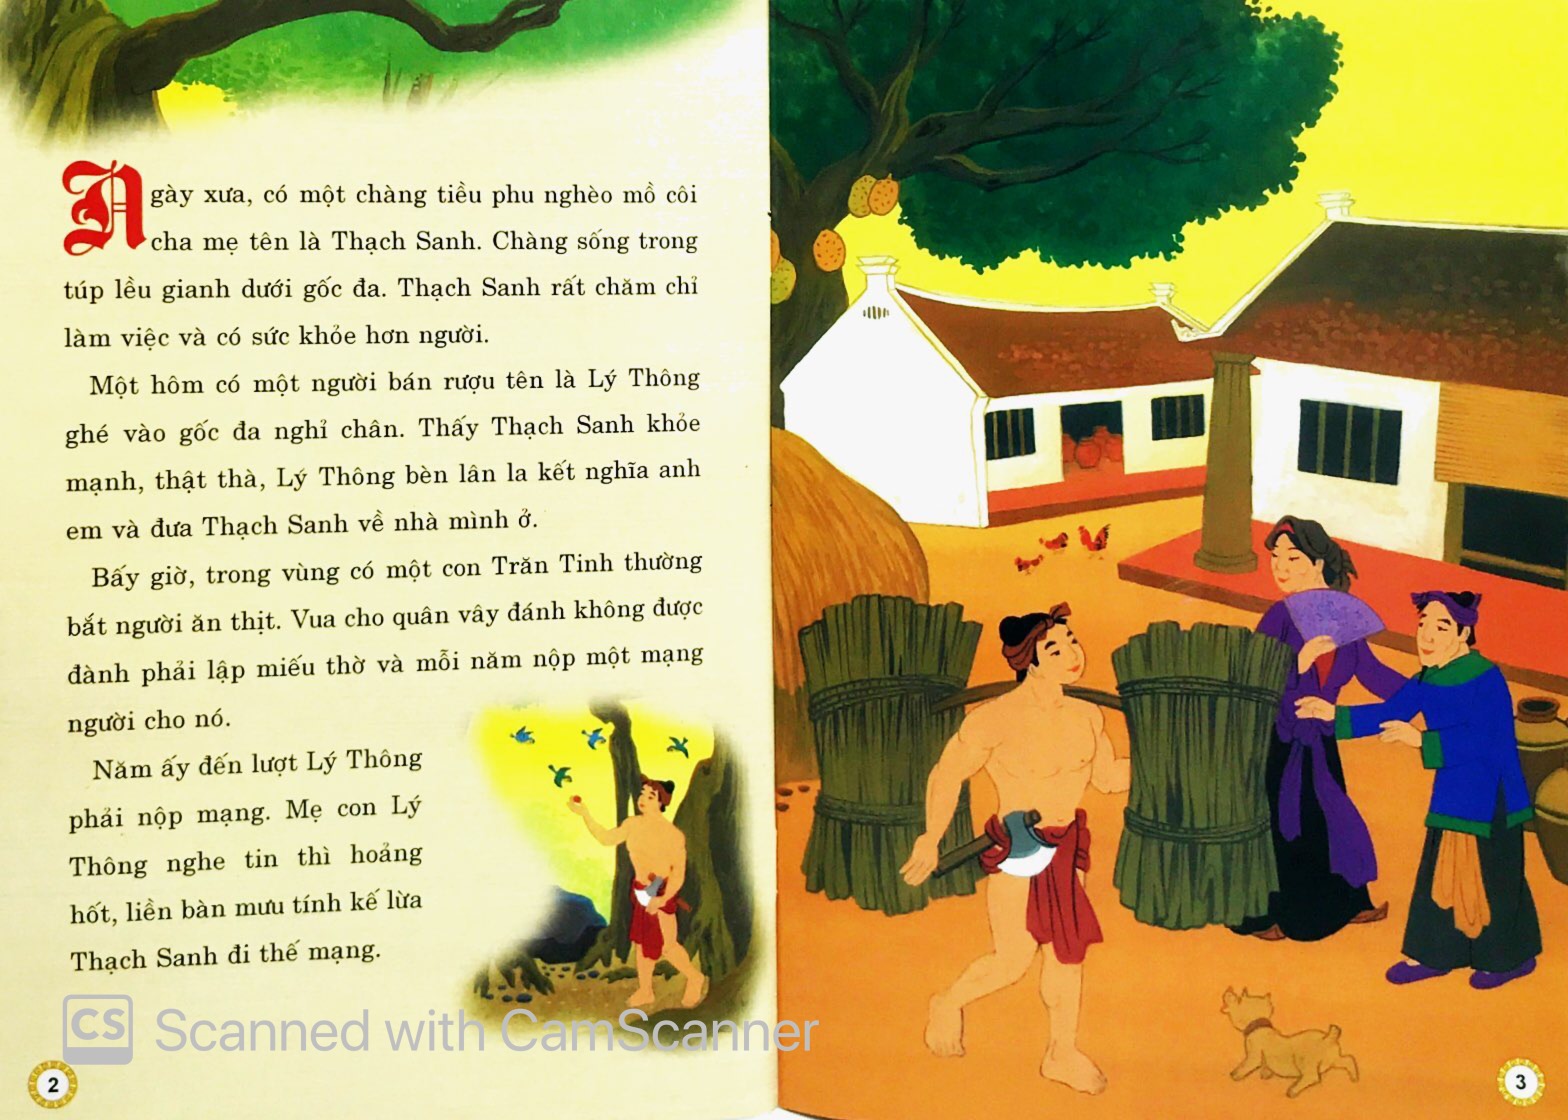 Ngày xưa, có một chàng tiều phu nghèo mồ côi
cha mẹ tên là Thạch Sanh. Chàng sống trong
túp lều gianh dưới gốc đa. Thạch Sanh rất chăm chỉ
làm việc và có sức khỏe hơn người.
Một hôm có một người bán rượu tên là Lý Thông
ghé vào gốc đa nghỉ chân. Thấy Thạch Sanh khỏe
mạnh, thật thà, Lý Thông bèn lân la kết nghĩa anh
em và đưa Thạch Sanh về nhà mình ở.
Bấy giờ, trong vùng có một con Trăn Tinh thường
bắt người ăn thịt. Vua cho quân vây đánh không được
đành phải lập miếu thờ và mỗi năm nộp một mạng
người cho nó.
Năm ấy đến lượt Lý Thông
phải nộp mạng. Mẹ con Lý
Thông nghe tin thì hoảng
hốt, liền bàn mưu tính kế lừa
Thạch Sanh đi thế mạng.
CS Scanned with CamScanner
2
3